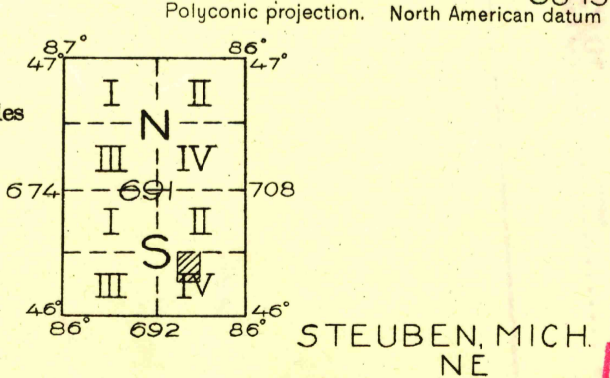 Polyconic projection. North American datum
87° 86°
47° 47°
I II
les
N
III IV
674 691 708
I II
S
III IV
46° 46°
86° 692 86°
STEUBEN, MICH.
NE